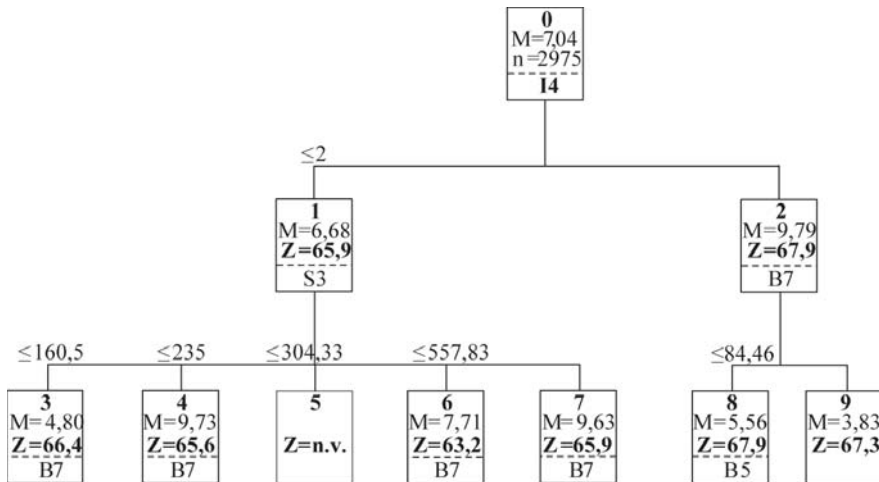 0
M=7,04
n=2975
I4
≤2
1
M=6,68
Z=65,9
S3
2
M=9,79
Z=67,9
B7
≤160,5
≤235
≤304,33
≤557,83
≤84,46
3
M=4,80
Z=66,4
B7
4
M=9,73
Z=65,6
B7
5
Z=n.v.
6
M=7,71
Z=63,2
B7
7
M=9,63
Z=65,9
B7
8
M=5,56
Z=67,9
B5
9
M=3,83
Z=67,3